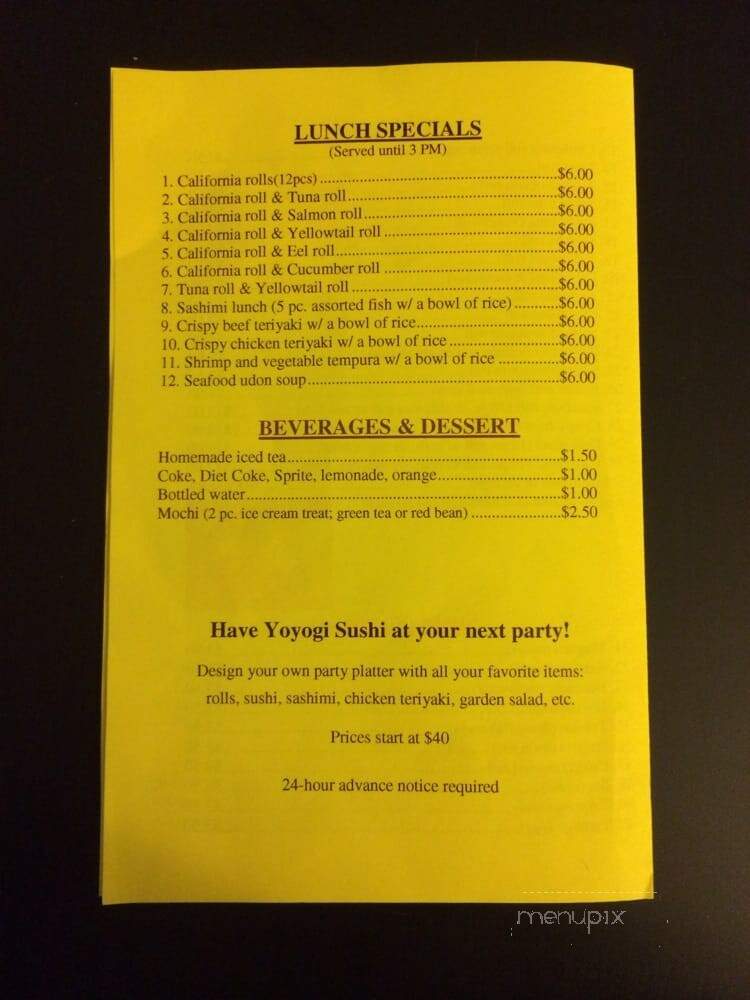 LUNCH SPECIALS
(Served until 3 PM)
1. California rolls(12pcs) ..........................................................$6.00
2. California roll & Tuna roll....................................................$6.00
3. California roll & Salmon roll................................................$6.00
4. California roll & Yellowtail roll ...........................................$6.00
5. California roll & Eel roll.......................................................$6.00
6. California roll & Cucumber roll ...........................................$6.00
7. Tuna roll & Yellowtail roll ...................................................$6.00
8. Sashimi lunch (5 pc. assorted fish w/ a bowl of rice) ...........$6.00
9. Crispy beef teriyaki w/ a bowl of rice...................................$6.00
10. Crispy chicken teriyaki w/ a bowl of rice ...........................$6.00
11. Shrimp and vegetable tempura w/ a bowl of rice ...............$6.00
12. Seafood udon soup..............................................................$6.00
BEVERAGES & DESSERT
Homemade iced tea...................................................................$1.50
Coke, Diet Coke, Sprite, lemonade, orange..............................$1.00
Bottled water.............................................................................$1.00
Mochi (2 pc. ice cream treat; green tea or red bean) ......................$2.50
Have Yoyogi Sushi at your next party!
Design your own party platter with all your favorite items:
rolls, sushi, sashimi, chicken teriyaki, garden salad, etc.
Prices start at $40
24-hour advance notice required
menupix